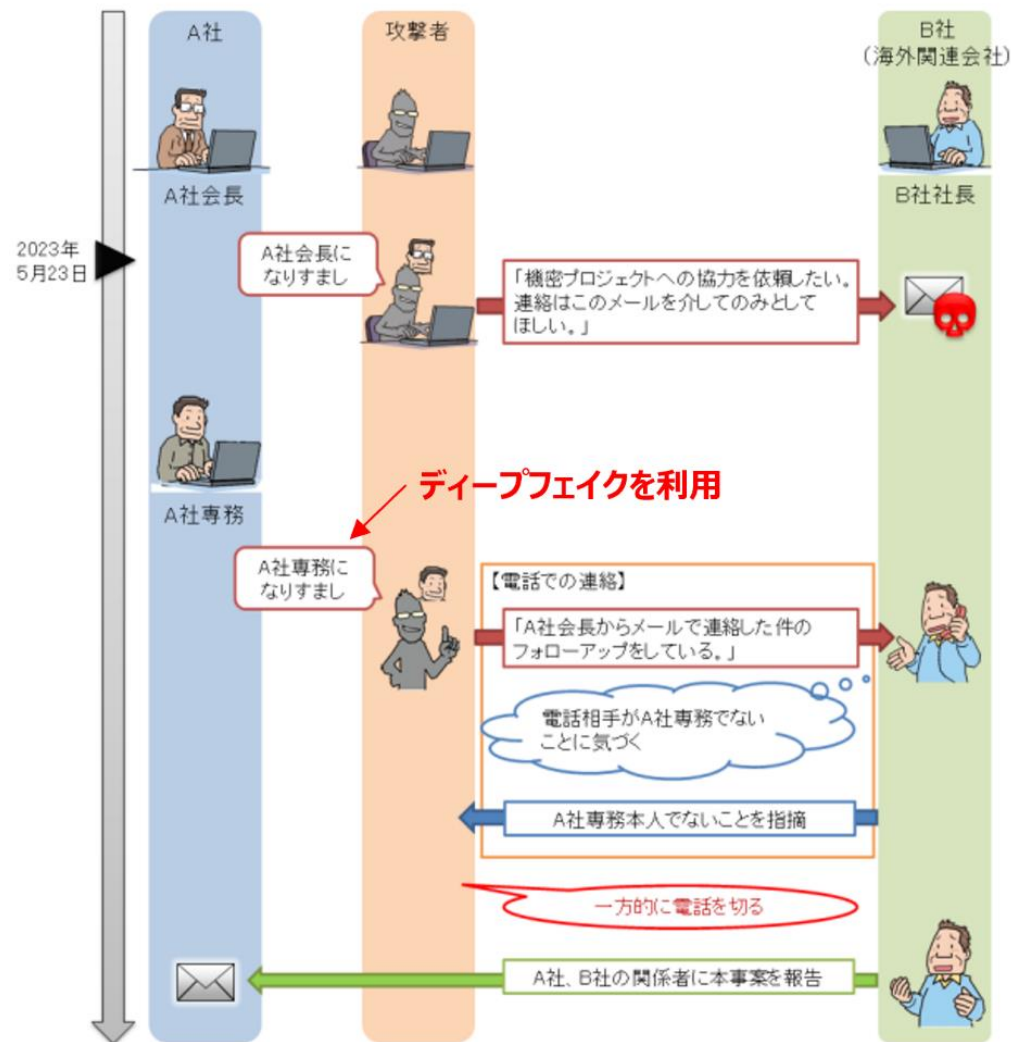 A社
攻撃者
B社
(海外関連会社)
A社会長
B社社長
2023年
5月23日
A社会長に
なりすまし
「機密プロジェクトへの協力を依頼したい。
連絡はこのメールを介してのみとして
ほしい。」
ディープフェイクを利用
A社専務
A社専務に
なりすまし
【電話での連絡】
「A社会長からメールで連絡した件の
フォローアップをしている。」
電話相手がA社専務でない
ことに気づく
A社専務本人でないことを指摘
一方的に電話を切る
A社、B社の関係者に本事案を報告